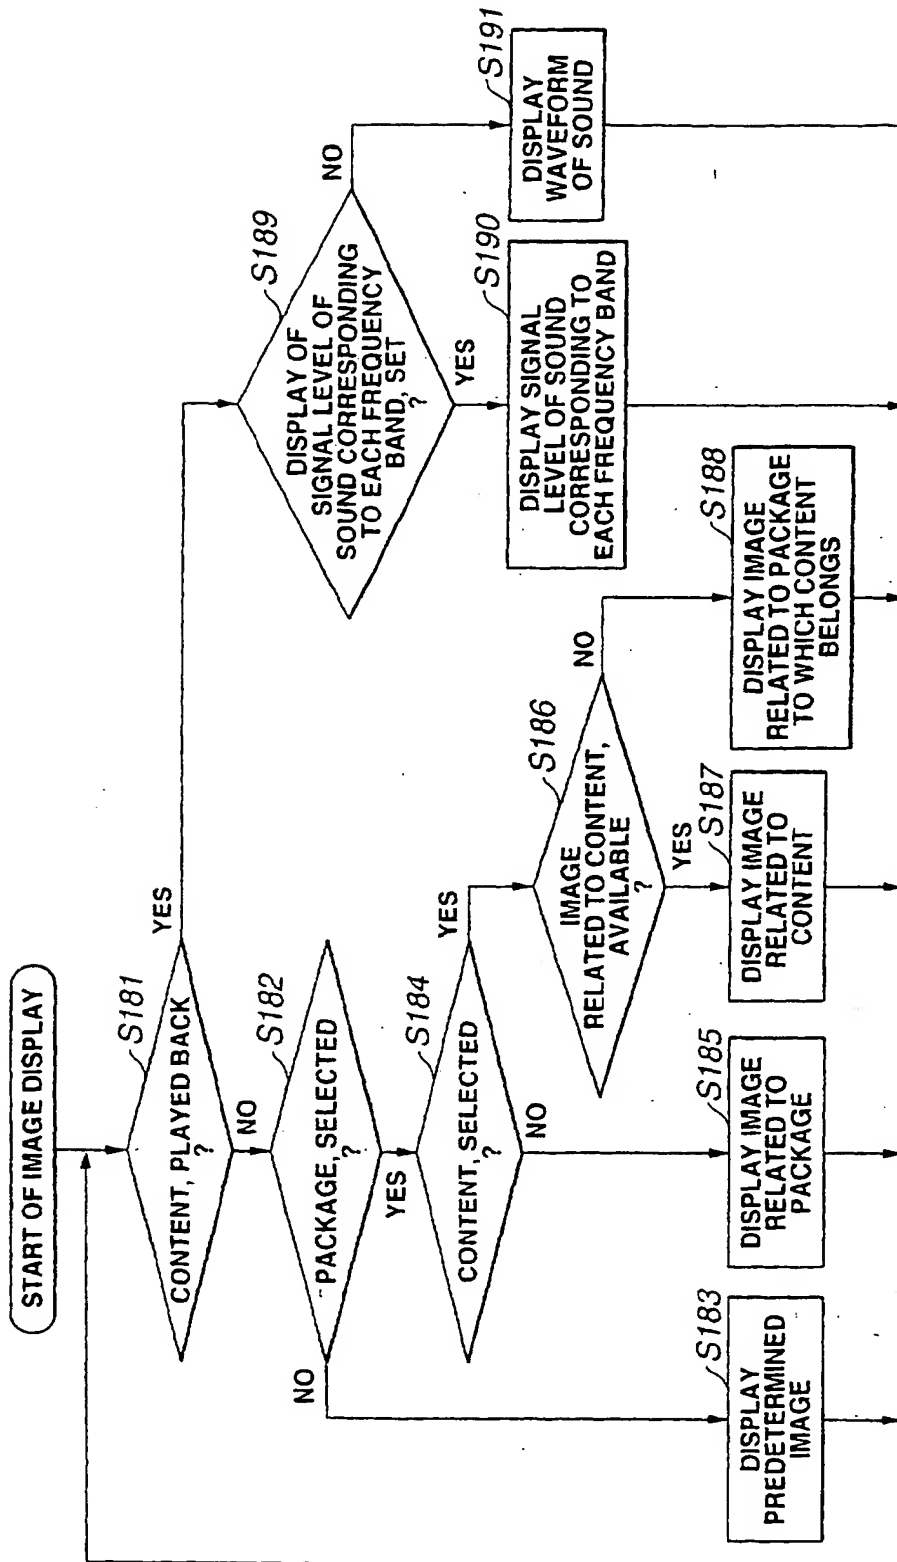 START OF IMAGE DISPLAY
S181
CONTENT, PLAYED BACK
?
YES
NO
S182
PACKAGE, SELECTED
?
NO
YES
S184
CONTENT, SELECTED
?
YES
NO
S186
IMAGE
RELATED TO CONTENT,
AVAILABLE
?
NO
YES
S189
DISPLAY OF
SIGNAL LEVEL OF
SOUND CORRESPONDING
TO EACH FREQUENCY
BAND, SET
?
NO
YES
S190
DISPLAY SIGNAL
LEVEL OF SOUND
CORRESPONDING TO
EACH FREQUENCY BAND
S191
DISPLAY
WAVEFORM
OF SOUND
S183
DISPLAY
PREDETERMINED
IMAGE
S185
DISPLAY IMAGE
RELATED TO
PACKAGE
S187
DISPLAY IMAGE
RELATED TO
CONTENT
S188
DISPLAY IMAGE
RELATED TO PACKAGE
TO WHICH CONTENT
BELONGS